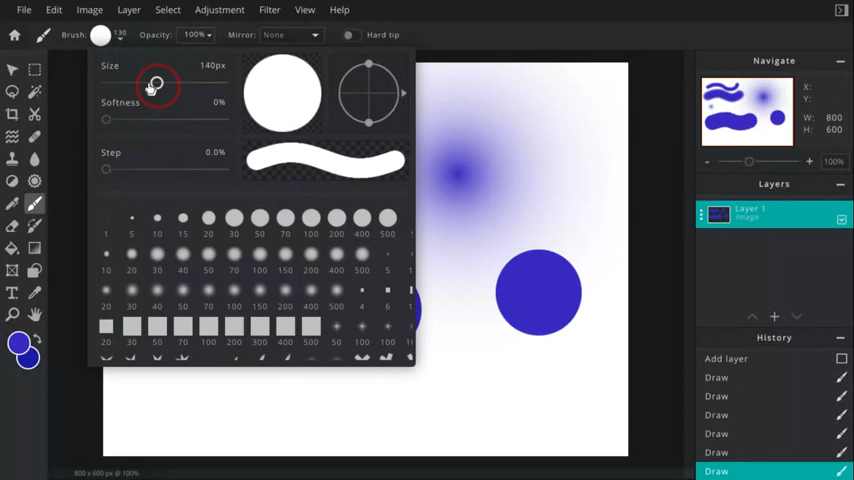 File Edit Image Layer Select Adjustment Filter View Help
Brush: 130 Opacity: 100% Mirror: None Hard tip
Size 140px
Softness 0%
Step 0.0%
1 5 10 15 20 30 50 70 100 200 400 500
10 20 30 40 50 70 100 150 200 400 500 5
20 30 40 50 70 100 200 400 500 4 6
20 30 40 50 100 200 300 400 500 50 100 200
Navigate
X:
Y:
W: 800
H: 600
100%
Layers
Layer 1
Image
History
Add layer
Draw
Draw
Draw
Draw
Draw
Draw
800 x 600 px @ 100%